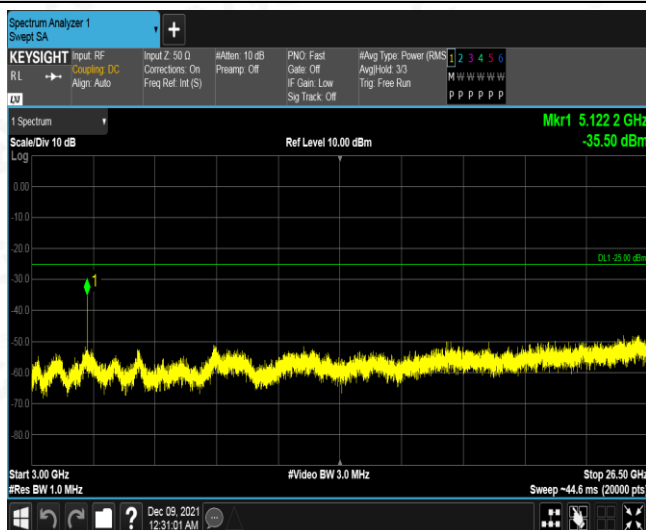 Spectrum Analyzer 1
Swept SA
+
KEYSIGHT
RL
LXI
Input: RF
Coupling: DC
Align: Auto
Input Z: 50 Ω
Corrections: On
Freq Ref: Int (S)
#Atten: 10 dB
Preamp: Off
PNO: Fast
Gate: Off
IF Gain: Low
Sig Track: Off
#Avg Type: Power (RMS
Avg|Hold: 3/3
Trig: Free Run
1 2 3 4 5 6
M W W W W W
P P P P P P
1 Spectrum
Scale/Div 10 dB
Ref Level 10.00 dBm
Mkr1 5.122 2 GHz
-35.50 dBm
Log
0.00
-10.0
-20.0
DL1 -25.00 dBm
-30.0
1
-40.0
-50.0
-60.0
-70.0
-80.0
Start 3.00 GHz
#Video BW 3.0 MHz
Stop 26.50 GHz
#Res BW 1.0 MHz
Sweep ~44.6 ms (20000 pts)
?
Dec 09, 2021
12:31:01 AM